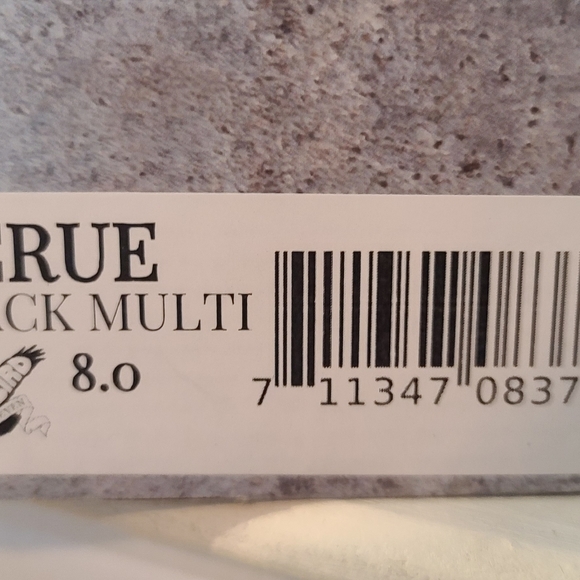 ERUE
ACK MULTI
8.0
7 11347 0837